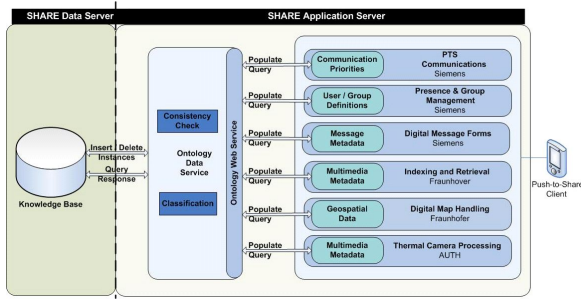 SHARE Data Server
SHARE Application Server
Knowledge Base
Insert / Delete,
Instances
Query
Response
Consistency
Check
Ontology
Data
Service
Classification
Ontology Web Service
Populate
Query
Communication
Priorities
PTS
Communications
Siemens
Populate
Query
User / Group
Definitions
Presence & Group
Management
Siemens
Populate
Query
Message
Metadata
Digital Message Forms
Siemens
Populate
Query
Multimedia
Metadata
Indexing and Retrieval
Fraunhover
Populate
Query
Geospatial
Data
Digital Map Handling
Fraunhofer
Populate
Query
Multimedia
Metadata
Thermal Camera Processing
AUTH
Push-to-Share
Client